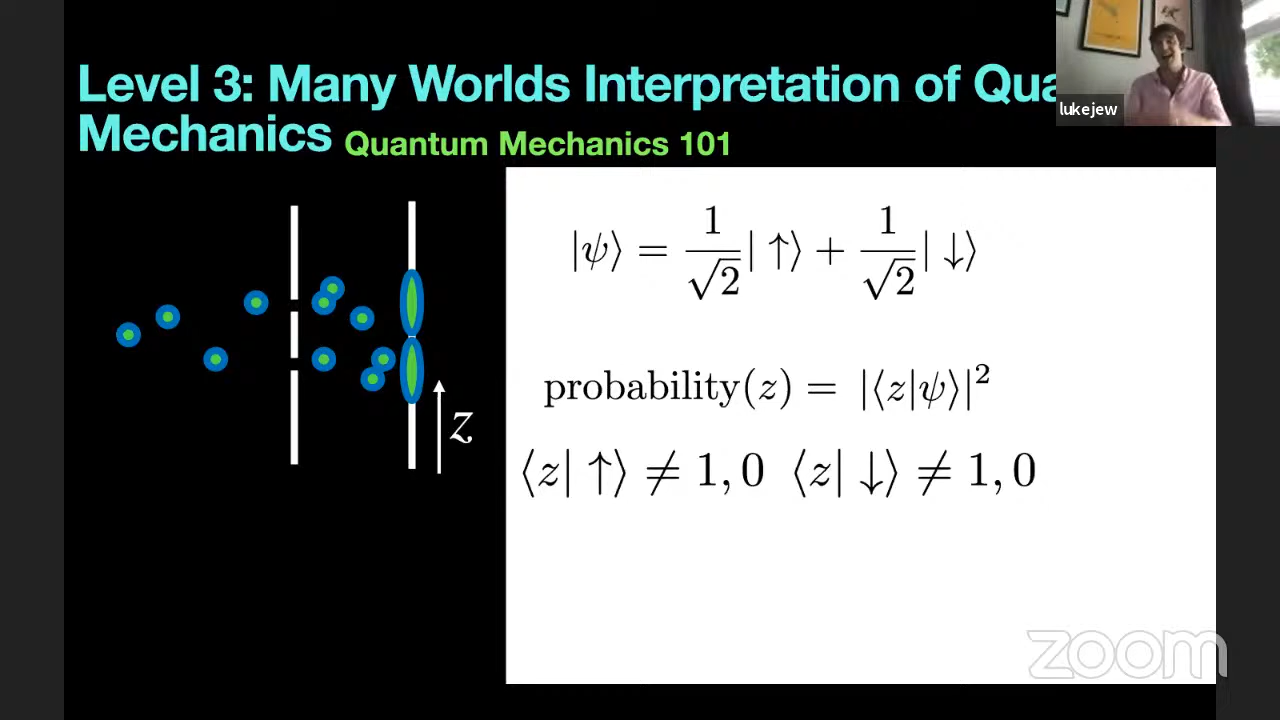 Level 3: Many Worlds Interpretation of Qua
Mechanics Quantum Mechanics 101
lukejew
|ψ⟩ = 1/√2 |↑⟩ + 1/√2 |↓⟩
probability(z) = |⟨z|ψ⟩|²
⟨z|↑⟩ ≠ 1, 0 ⟨z|↓⟩ ≠ 1, 0
z
zoom